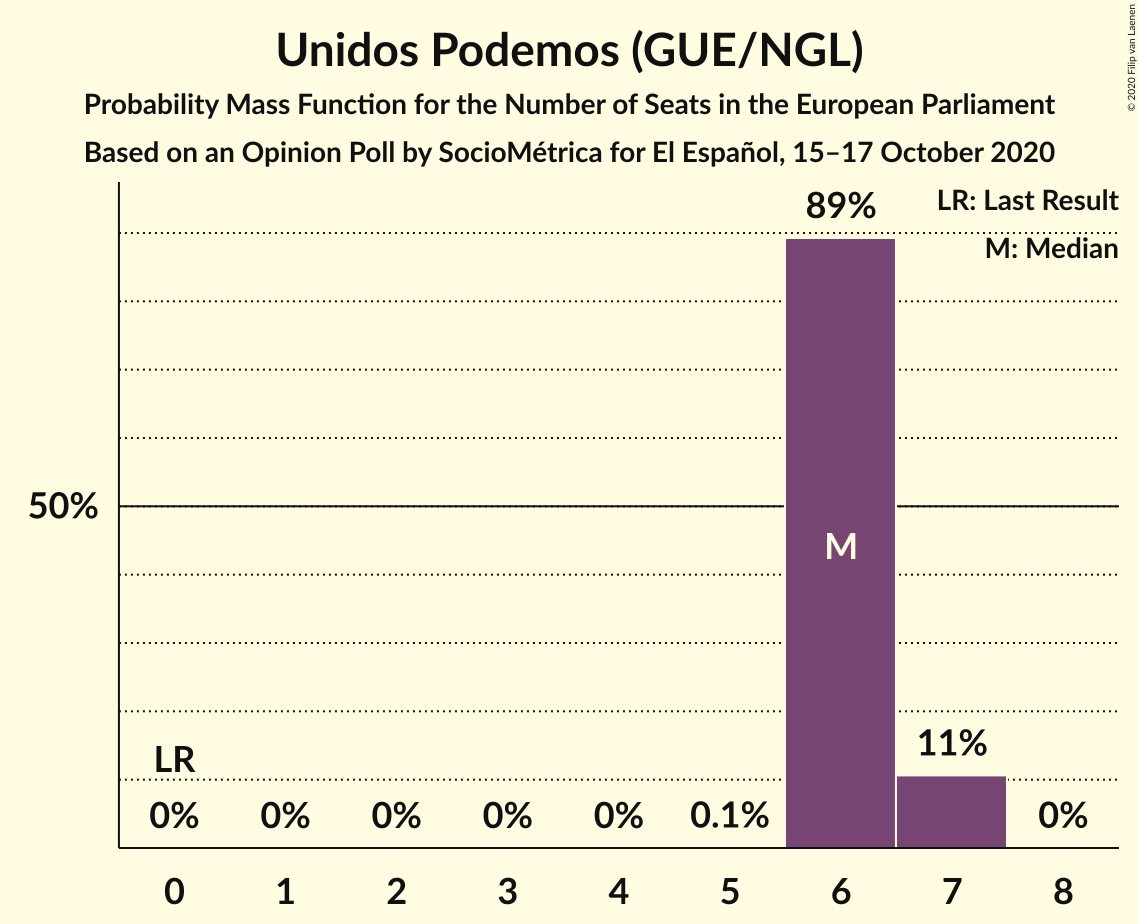 Unidos Podemos (GUE/NGL)
Probability Mass Function for the Number of Seats in the European Parliament
Based on an Opinion Poll by SocioMétrica for El Español, 15–17 October 2020
© 2020 Filip van Laenen
LR: Last Result
M: Median
89%
50%
M
11%
LR
0% 0% 0% 0% 0% 0.1% 0%
0 1 2 3 4 5 6 7 8